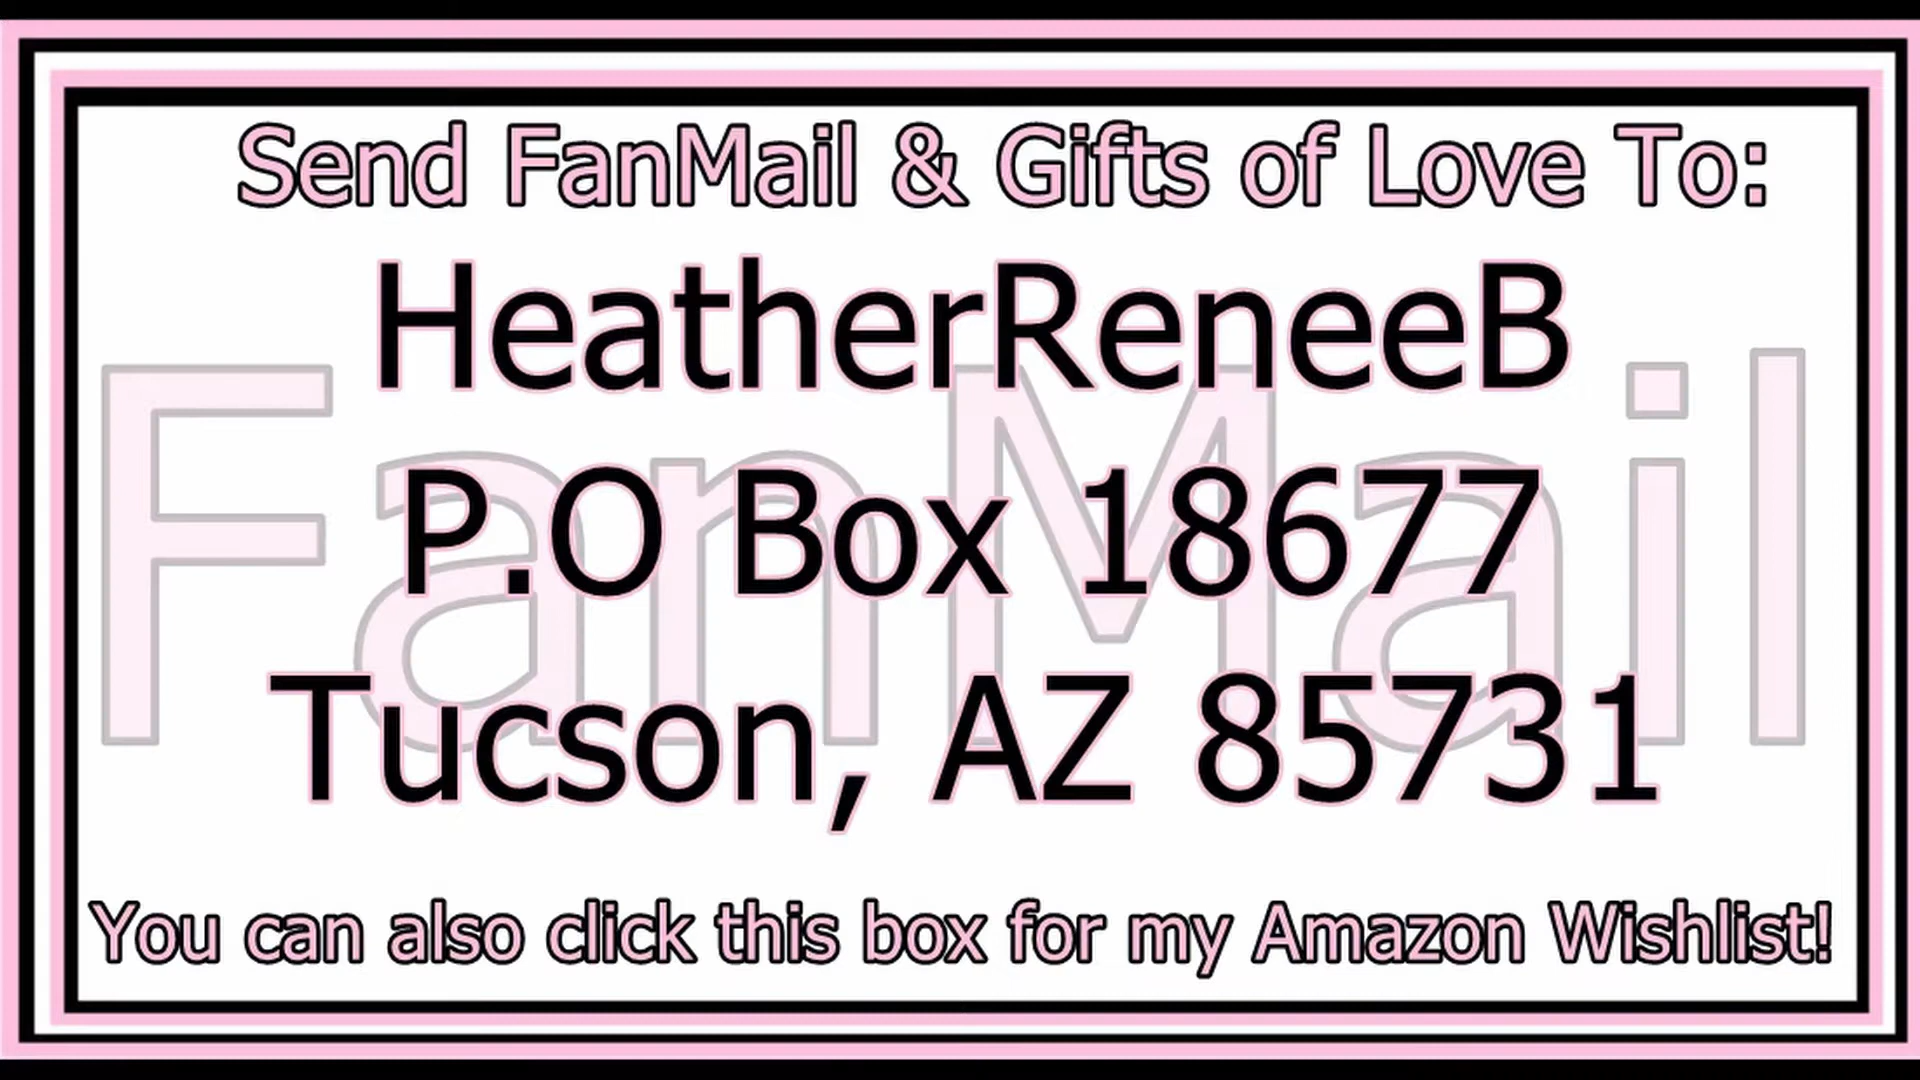 Send FanMail & Gifts of Love To:
HeatherReneeB
FanMail
P.O Box 18677
Tucson, AZ 85731
You can also click this box for my Amazon Wishlist!